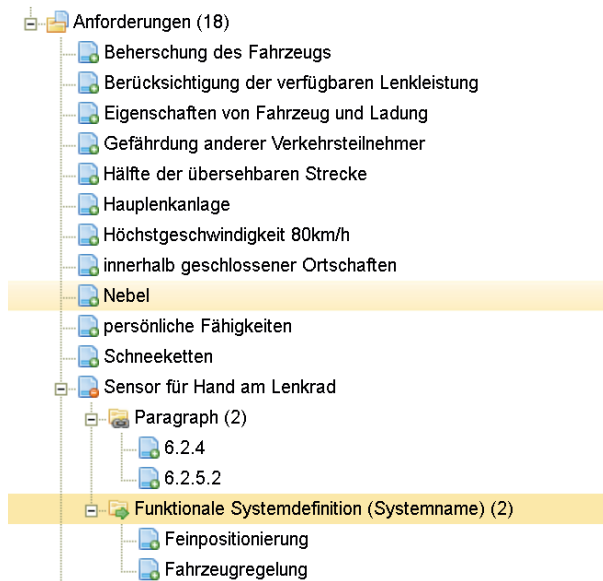 Anforderungen (18)
Beherschung des Fahrzeugs
Berücksichtigung der verfügbaren Lenkleistung
Eigenschaften von Fahrzeug und Ladung
Gefährdung anderer Verkehrsteilnehmer
Hälfte der übersehbaren Strecke
Hauplenkanlage
Höchstgeschwindigkeit 80km/h
innerhalb geschlossener Ortschaften
Nebel
persönliche Fähigkeiten
Schneeketten
Sensor für Hand am Lenkrad
Paragraph (2)
6.2.4
6.2.5.2
Funktionale Systemdefinition (Systemname) (2)
Feinpositionierung
Fahrzeugregelung